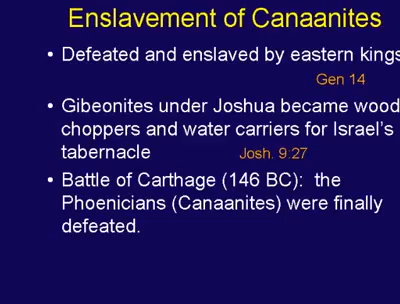 Enslavement of Canaanites
• Defeated and enslaved by eastern kings
Gen 14
• Gibeonites under Joshua became wood
choppers and water carriers for Israel's
tabernacle Josh. 9:27
• Battle of Carthage (146 BC): the
Phoenicians (Canaanites) were finally
defeated.